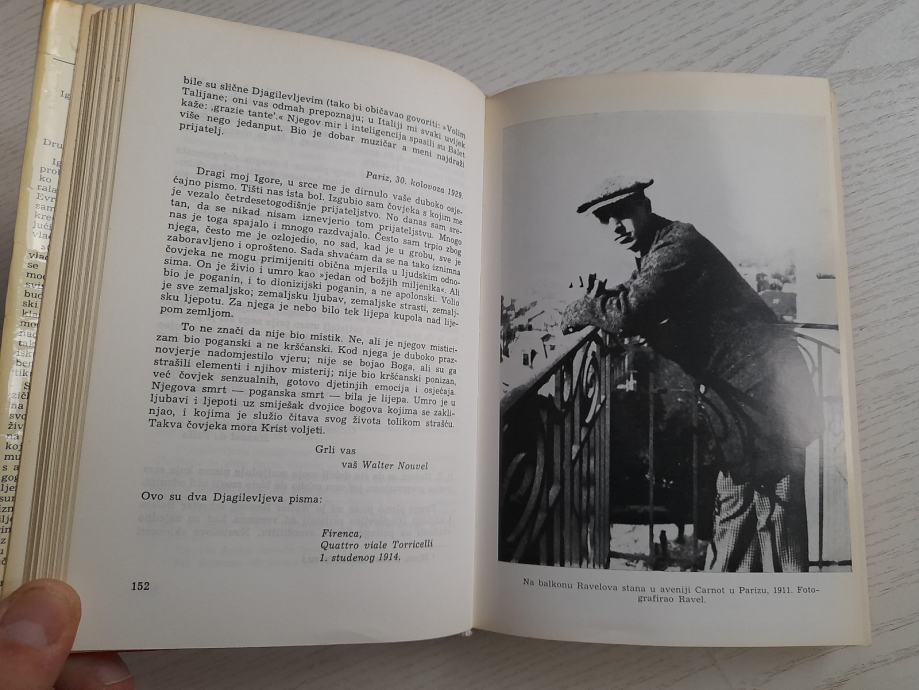 bile su slične Djagilevljevim (tako bi običavao govoriti: »Volim
Talijane; oni vas odmah prepoznaju; u Italiji mi svaki uvijek
kaže: ‚grazie tante'.« Njegov mir i inteligencija spasili su Balet
više nego jedanput. Bio je dobar muzičar a meni najdraži
prijatelj.
Pariz, 30. kolovoza 1929.
Dragi moj Igore, u srce me je dirnulo vaše duboko osje-
ćajno pismo. Tišti nas ista bol. Izgubio sam čovjeka s kojim me
je vezalo četrdesetogodišnje prijateljstvo. No danas sam sre-
tan, da se nikad nisam iznevjerio tom prijateljstvu. Mnogo
nas je toga spajalo i mnogo razdvajalo. Često sam trpio zbog
njega, često me je ozlojedio, no sad, kad je u grobu, sve je
zaboravljeno i oprošteno. Sada shvaćam da se na tako iznimna
čovjeka ne mogu primijeniti obična mjerila u ljudskim odno-
sima. On je živio i umro kao »jedan od božjih miljenika«. Ali
bio je poganin, i to dionizijski poganin, a ne apolonski. Volio
je sve zemaljsko; zemaljsku ljubav, zemaljske strasti, zemalj-
sku ljepotu. Za njega je nebo bilo tek lijepa kupola nad lije-
pom zemljom.
To ne znači da nije bio mistik. Ne, ali je njegov mistici-
zam bio poganski a ne kršćanski. Kod njega je duboko praz-
novjerje nadomjestilo vjeru; nije se bojao Boga, ali su ga
strašili elementi i njihov misterij; nije bio kršćanski ponizan,
već čovjek senzualnih, gotovo djetinjih emocija i osjećaja.
Njegova smrt — poganska smrt — bila je lijepa. Umro je u
ljubavi i ljepoti uz smiješak dvojice bogova kojima se zakli-
njao, i kojima je služio čitava svog života tolikom strašću.
Takva čovjeka mora Krist voljeti.
Grli vas
vaš Walter Nouvel
Ovo su dva Djagilevljeva pisma:
Firenca,
Quattro viale Torricelli
1. studenog 1914.
152
Na balkonu Ravelova stana u aveniji Carnot u Parizu, 1911. Foto-
grafirao Ravel.